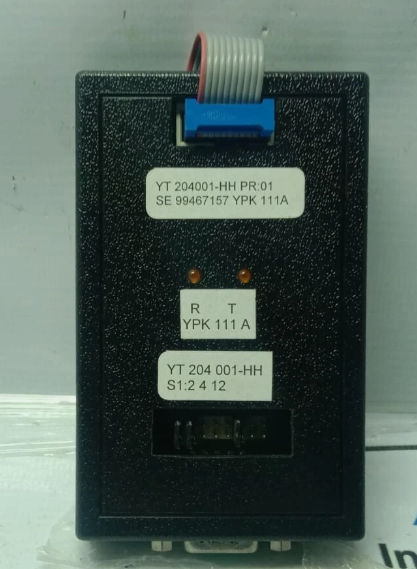 YT 204001-HH PR:01
SE 99467157 YPK 111A
R T
YPK 111 A
YT 204 001-HH
S1:2 4 12
In